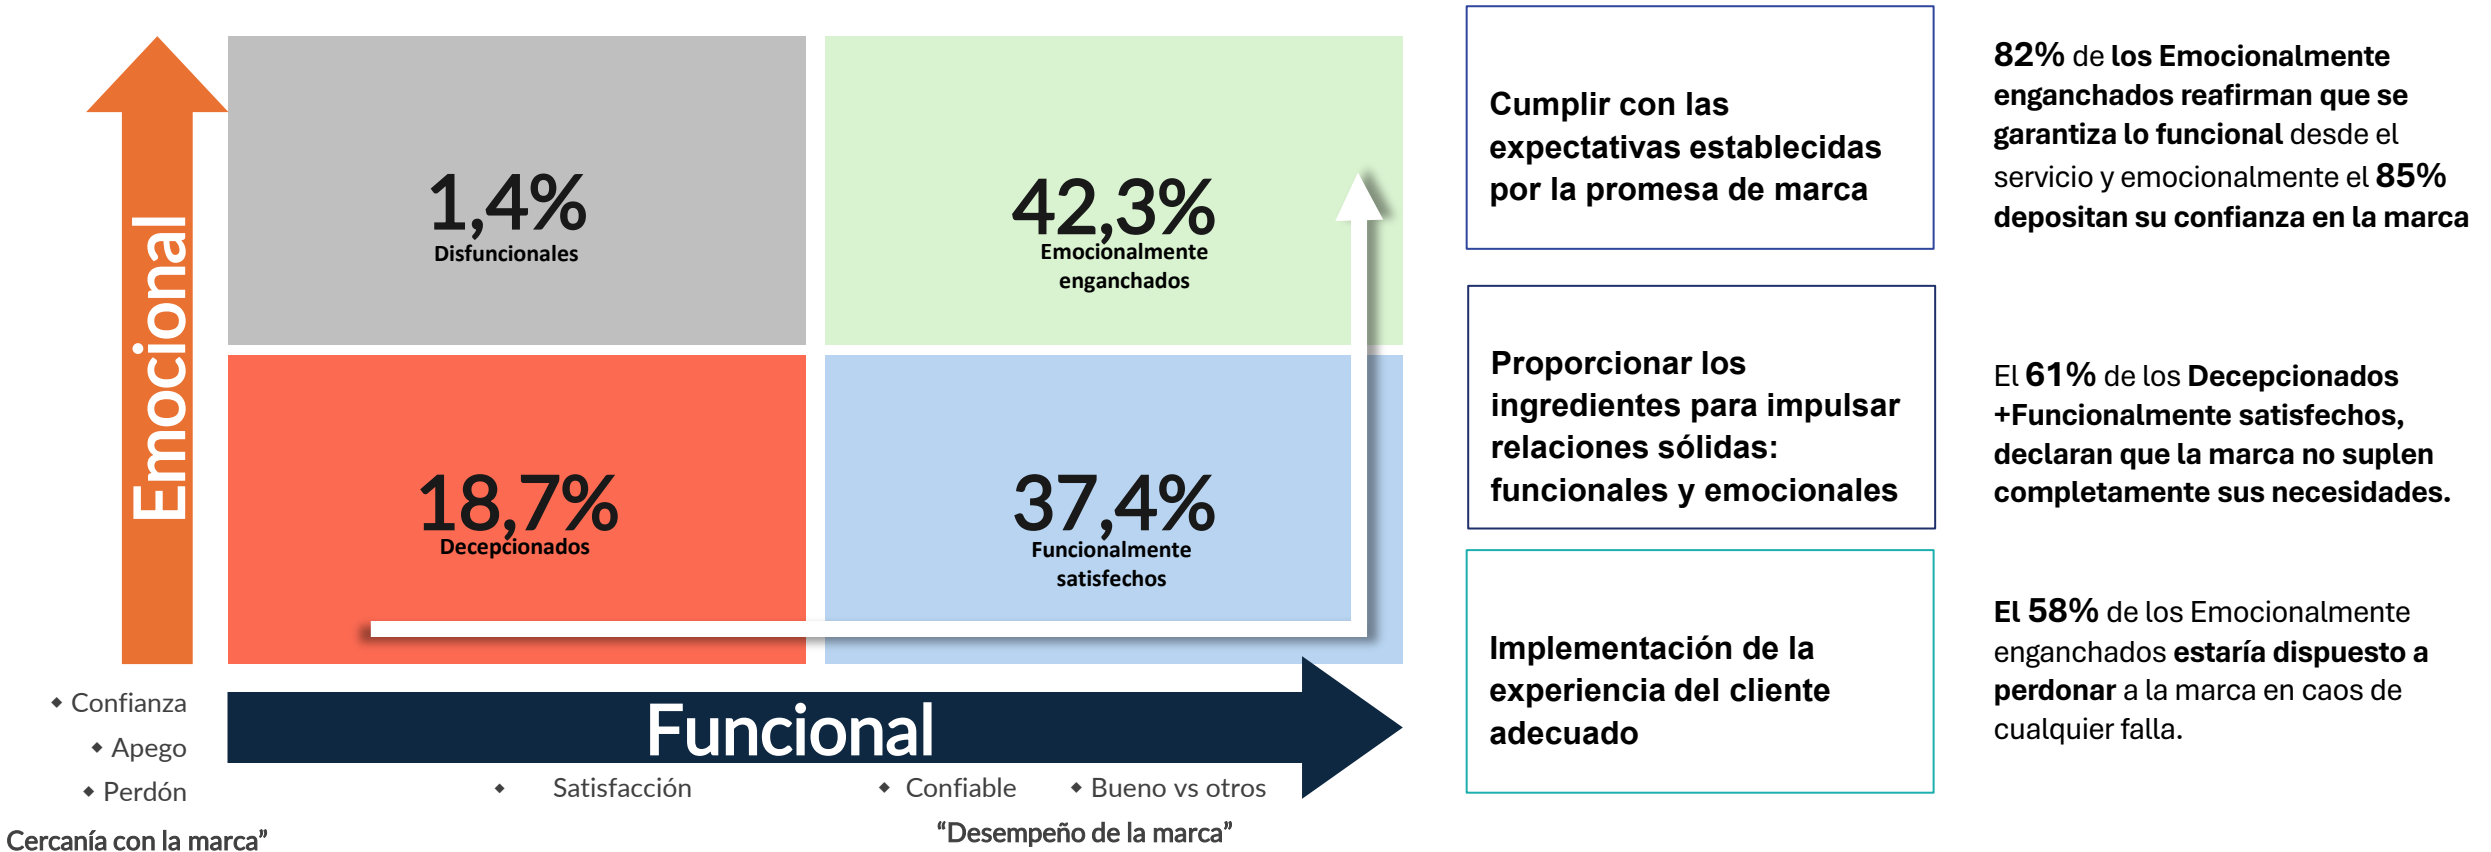 Emocional
1,4%
Disfuncionales
42,3%
Emocionalmente
enganchados
18,7%
Decepcionados
37,4%
Funcionalmente
satisfechos
◆ Confianza
◆ Apego
◆ Perdón
Cercanía con la marca”
Funcional
◆ Satisfacción
◆ Confiable
◆ Bueno vs otros
“Desempeño de la marca”
Cumplir con las
expectativas establecidas
por la promesa de marca
Proporcionar los
ingredientes para impulsar
relaciones sólidas:
funcionales y emocionales
Implementación de la
experiencia del cliente
adecuado
82% de los Emocionalmente
enganchados reafirman que se
garantiza lo funcional desde el
servicio y emocionalmente el 85%
depositan su confianza en la marca
El 61% de los Decepcionados
+Funcionalmente satisfechos,
declaran que la marca no suplen
completamente sus necesidades.
El 58% de los Emocionalmente
enganchados estaría dispuesto a
perdonar a la marca en caos de
cualquier falla.